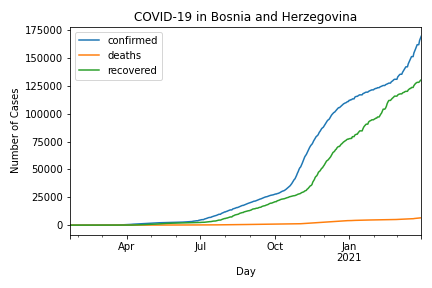 COVID-19 in Bosnia and Herzegovina
175000
150000
125000
100000
75000
50000
25000
0
Number of Cases
confirmed
deaths
recovered
Apr
Jul
Oct
Jan
2021
Day